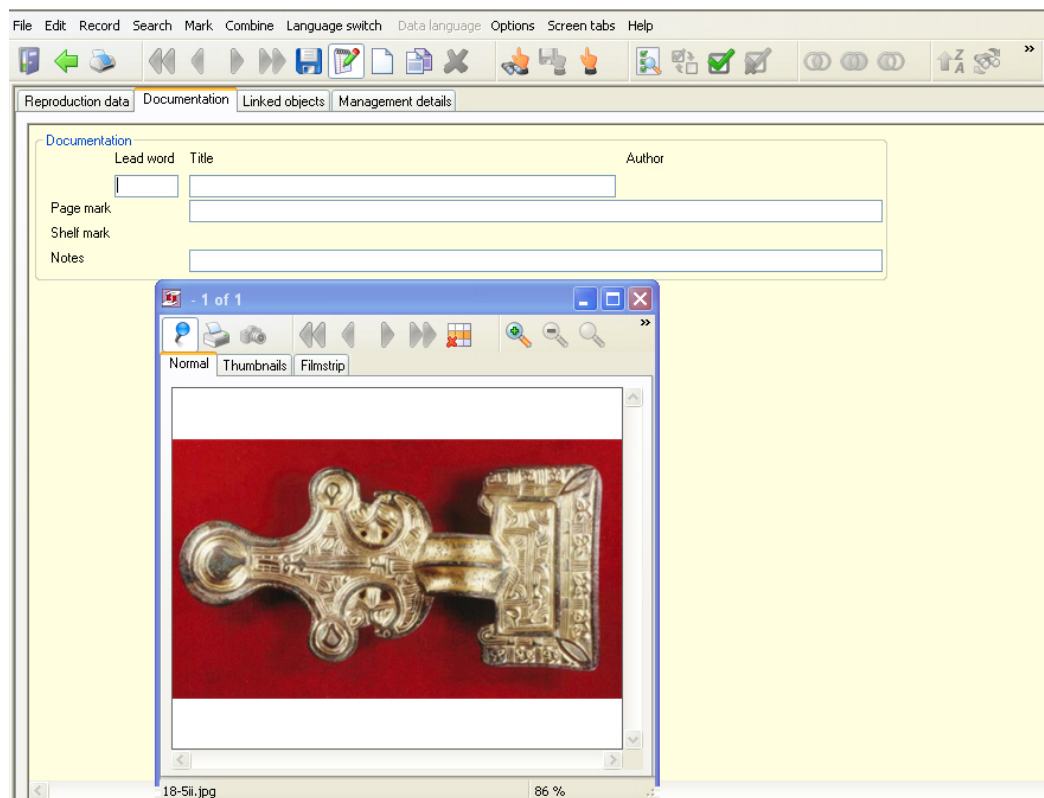 File Edit Record Search Mark Combine Language switch Data language Options Screen tabs Help
Reproduction data Documentation Linked objects Management details
Documentation
Lead word Title Author
Page mark
Shelf mark
Notes
- 1 of 1
Normal Thumbnails Filmstrip
18-5ii.jpg 86 %